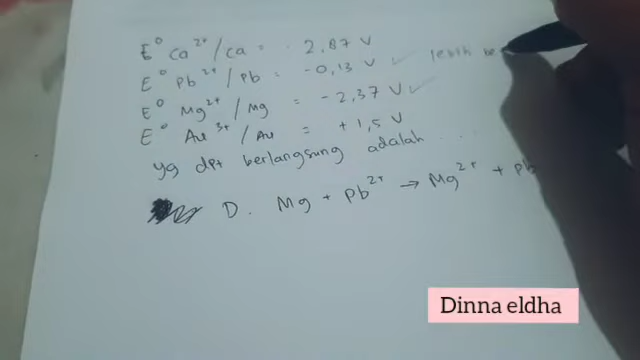 E° Ca²⁺/Ca = - 2,87 V
E° Pb²⁺/Pb = -0,13 V ✓ lebih be
E° Mg²⁺/Mg = -2,37 V ✓
E° Au³⁺/Au = +1,5 V
yg dpt berlangsung adalah ....
D. Mg + Pb²⁺ → Mg²⁺ + Pb
Dinna eldha